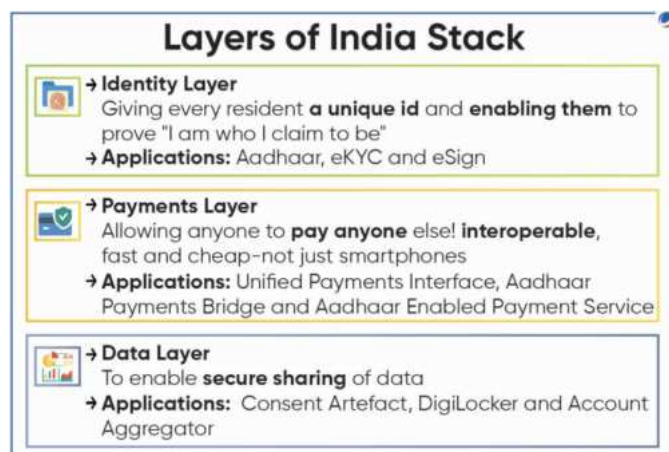 Layers of India Stack
→ Identity Layer
Giving every resident a unique id and enabling them to
prove "I am who I claim to be"
→ Applications: Aadhaar, eKYC and eSign
→ Payments Layer
Allowing anyone to pay anyone else! interoperable,
fast and cheap-not just smartphones
→ Applications: Unified Payments Interface, Aadhaar
Payments Bridge and Aadhaar Enabled Payment Service
→ Data Layer
To enable secure sharing of data
→ Applications: Consent Artefact, DigiLocker and Account
Aggregator